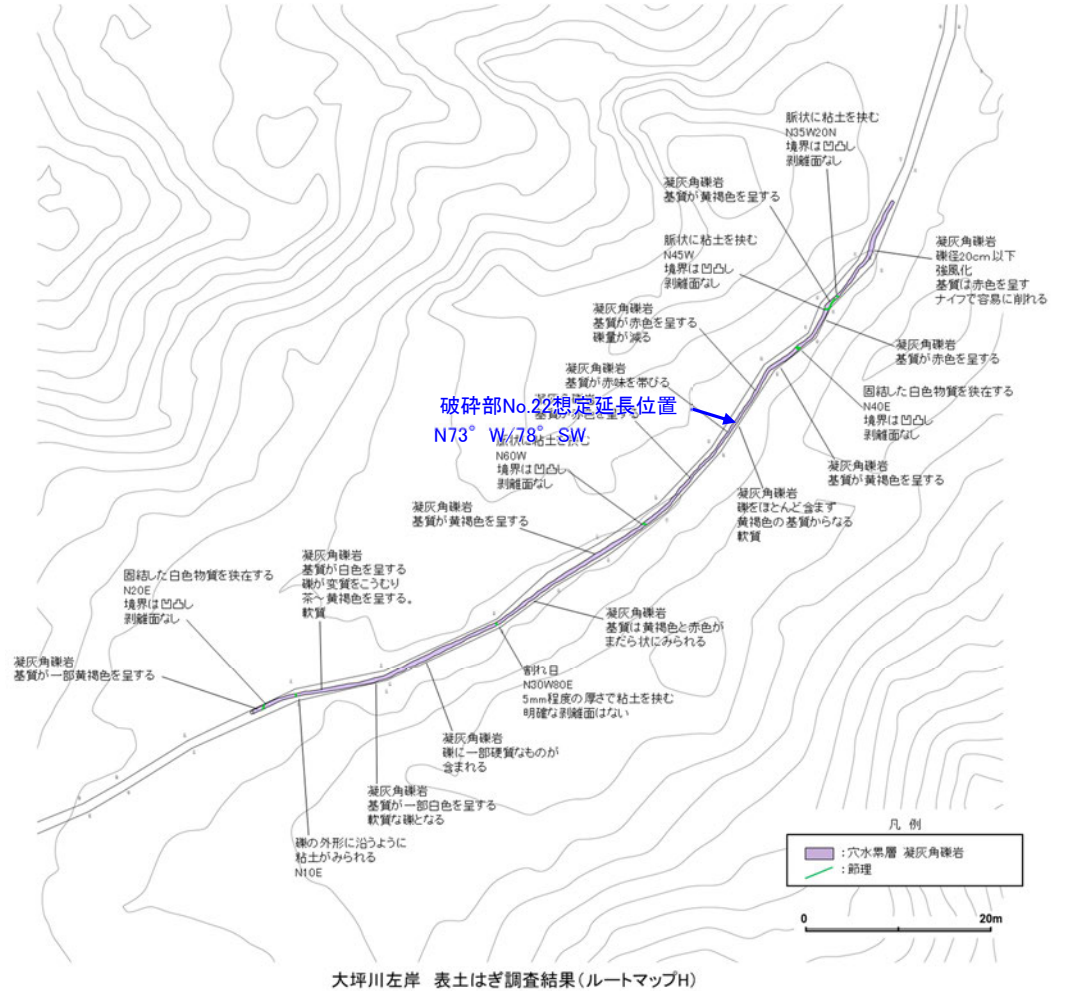 脈状に粘土を挟む
N35W20N
境界は凹凸し
剥離面なし
凝灰角礫岩
基質が黄褐色を呈する
脈状に粘土を挟む
N45W
境界は凹凸し
剥離面なし
凝灰角礫岩
礫径20cm以下
強風化
基質は赤色を呈す
ナイフで容易に削れる
凝灰角礫岩
基質が赤色を呈する
礫量が減る
凝灰角礫岩
基質が赤色を呈する
凝灰角礫岩
基質が赤味を帯びる
固結した白色物質を狭在する
N40E
境界は凹凸し
剥離面なし
破砕部No.22想定延長位置
N73°W/78°SW
基質が赤色を呈する
脈状に粘土を挟む
N60W
境界は凹凸し
剥離面なし
凝灰角礫岩
基質が黄褐色を呈する
凝灰角礫岩
礫をほとんど含まず
黄褐色の基質からなる
軟質
凝灰角礫岩
基質が黄褐色を呈する
凝灰角礫岩
基質が白色を呈する
礫が変質をこうむり
茶~黄褐色を呈する。
軟質
固結した白色物質を狭在する
N20E
境界は凹凸し
剥離面なし
凝灰角礫岩
基質は黄褐色と赤色が
まだら状にみられる
凝灰角礫岩
基質が一部黄褐色を呈する
割れ目
N30W80E
5mm程度の厚さで粘土を挟む
明確な剥離面はない
凝灰角礫岩
礫に一部硬質なものが
含まれる
凝灰角礫岩
基質が一部白色を呈する
軟質な礫となる
礫の外形に沿うように
粘土がみられる
N10E
凡 例
:穴水累層 凝灰角礫岩
:節理
0 20m
大坪川左岸 表土はぎ調査結果(ルートマップH)